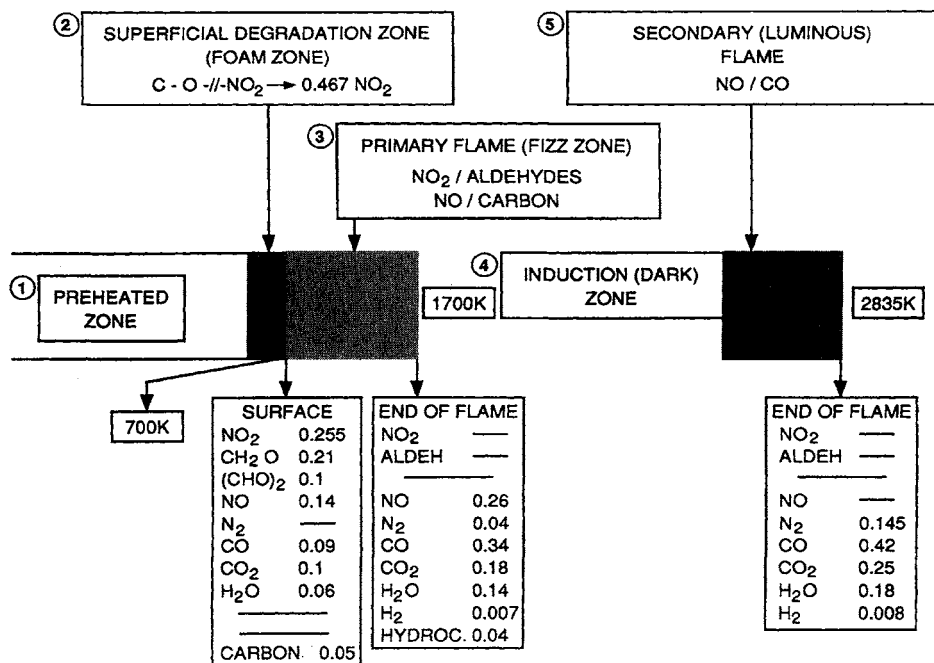 ②
SUPERFICIAL DEGRADATION ZONE
(FOAM ZONE)
C - O -//-NO₂ → 0.467 NO₂
⑤
SECONDARY (LUMINOUS)
FLAME
NO / CO
③
PRIMARY FLAME (FIZZ ZONE)
NO₂ / ALDEHYDES
NO / CARBON
①
PREHEATED
ZONE
1700K
④
INDUCTION (DARK)
ZONE
2835K
700K
SURFACE
NO₂ 0.255
CH₂ O 0.21
(CHO)₂ 0.1
NO 0.14
N₂ —
CO 0.09
CO₂ 0.1
H₂O 0.06
CARBON 0.05
END OF FLAME
NO₂ —
ALDEH —
NO 0.26
N₂ 0.04
CO 0.34
CO₂ 0.18
H₂O 0.14
H₂ 0.007
HYDROC. 0.04
END OF FLAME
NO₂ —
ALDEH —
NO —
N₂ 0.145
CO 0.42
CO₂ 0.25
H₂O 0.18
H₂ 0.008